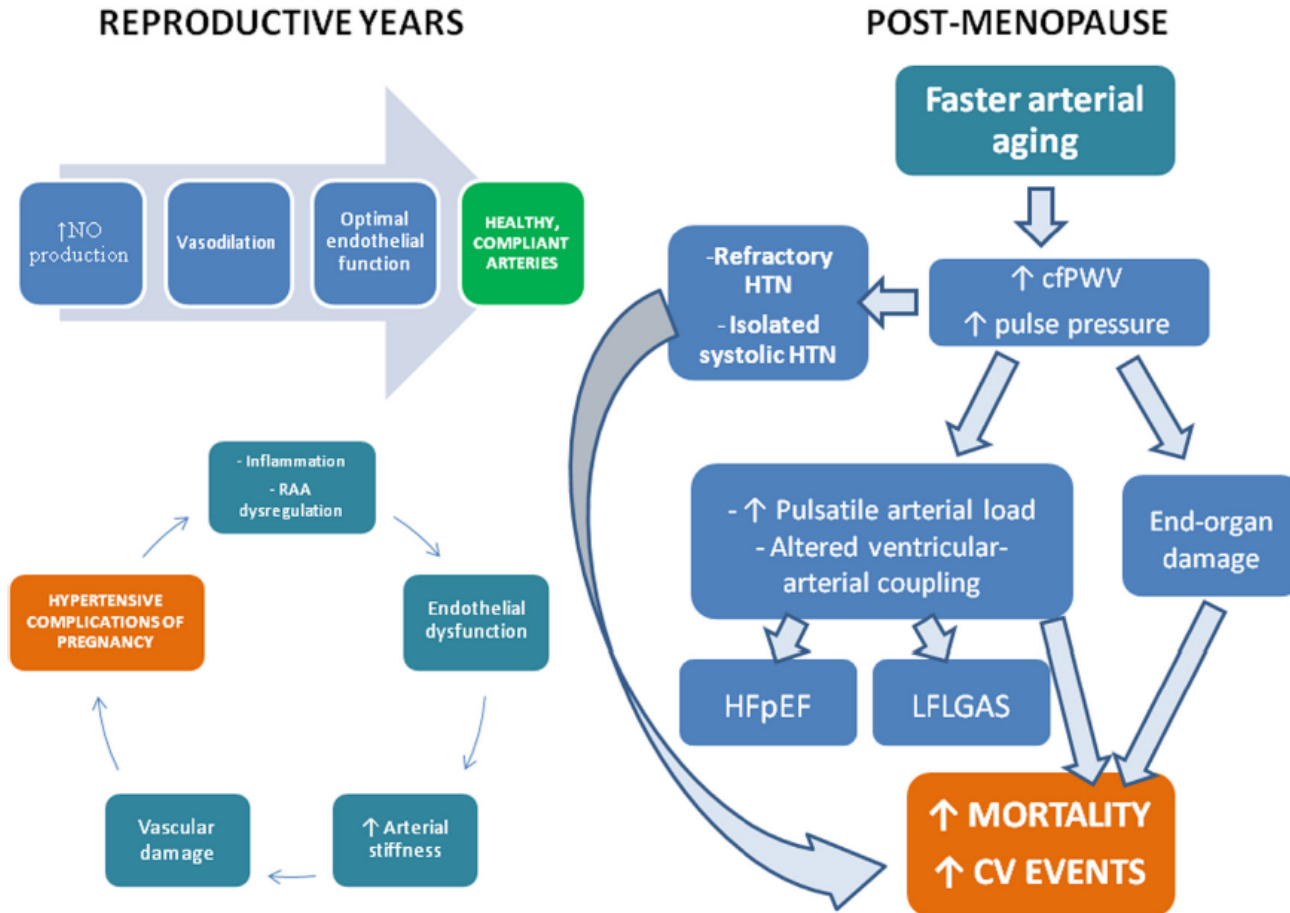 REPRODUCTIVE YEARS
↑NO
production
Vasodilation
Optimal
endothelial
function
HEALTHY,
COMPLIANT
ARTERIES
- Inflammation
- RAA
dysregulation
Endothelial
dysfunction
↑ Arterial
stiffness
Vascular
damage
HYPERTENSIVE
COMPLICATIONS OF
PREGNANCY
POST-MENOPAUSE
Faster arterial
aging
↑ cfPWV
↑ pulse pressure
-Refractory
HTN
- Isolated
systolic HTN
- ↑ Pulsatile arterial load
- Altered ventricular-
arterial coupling
End-organ
damage
HFpEF
LFLGAS
↑ MORTALITY
↑ CV EVENTS